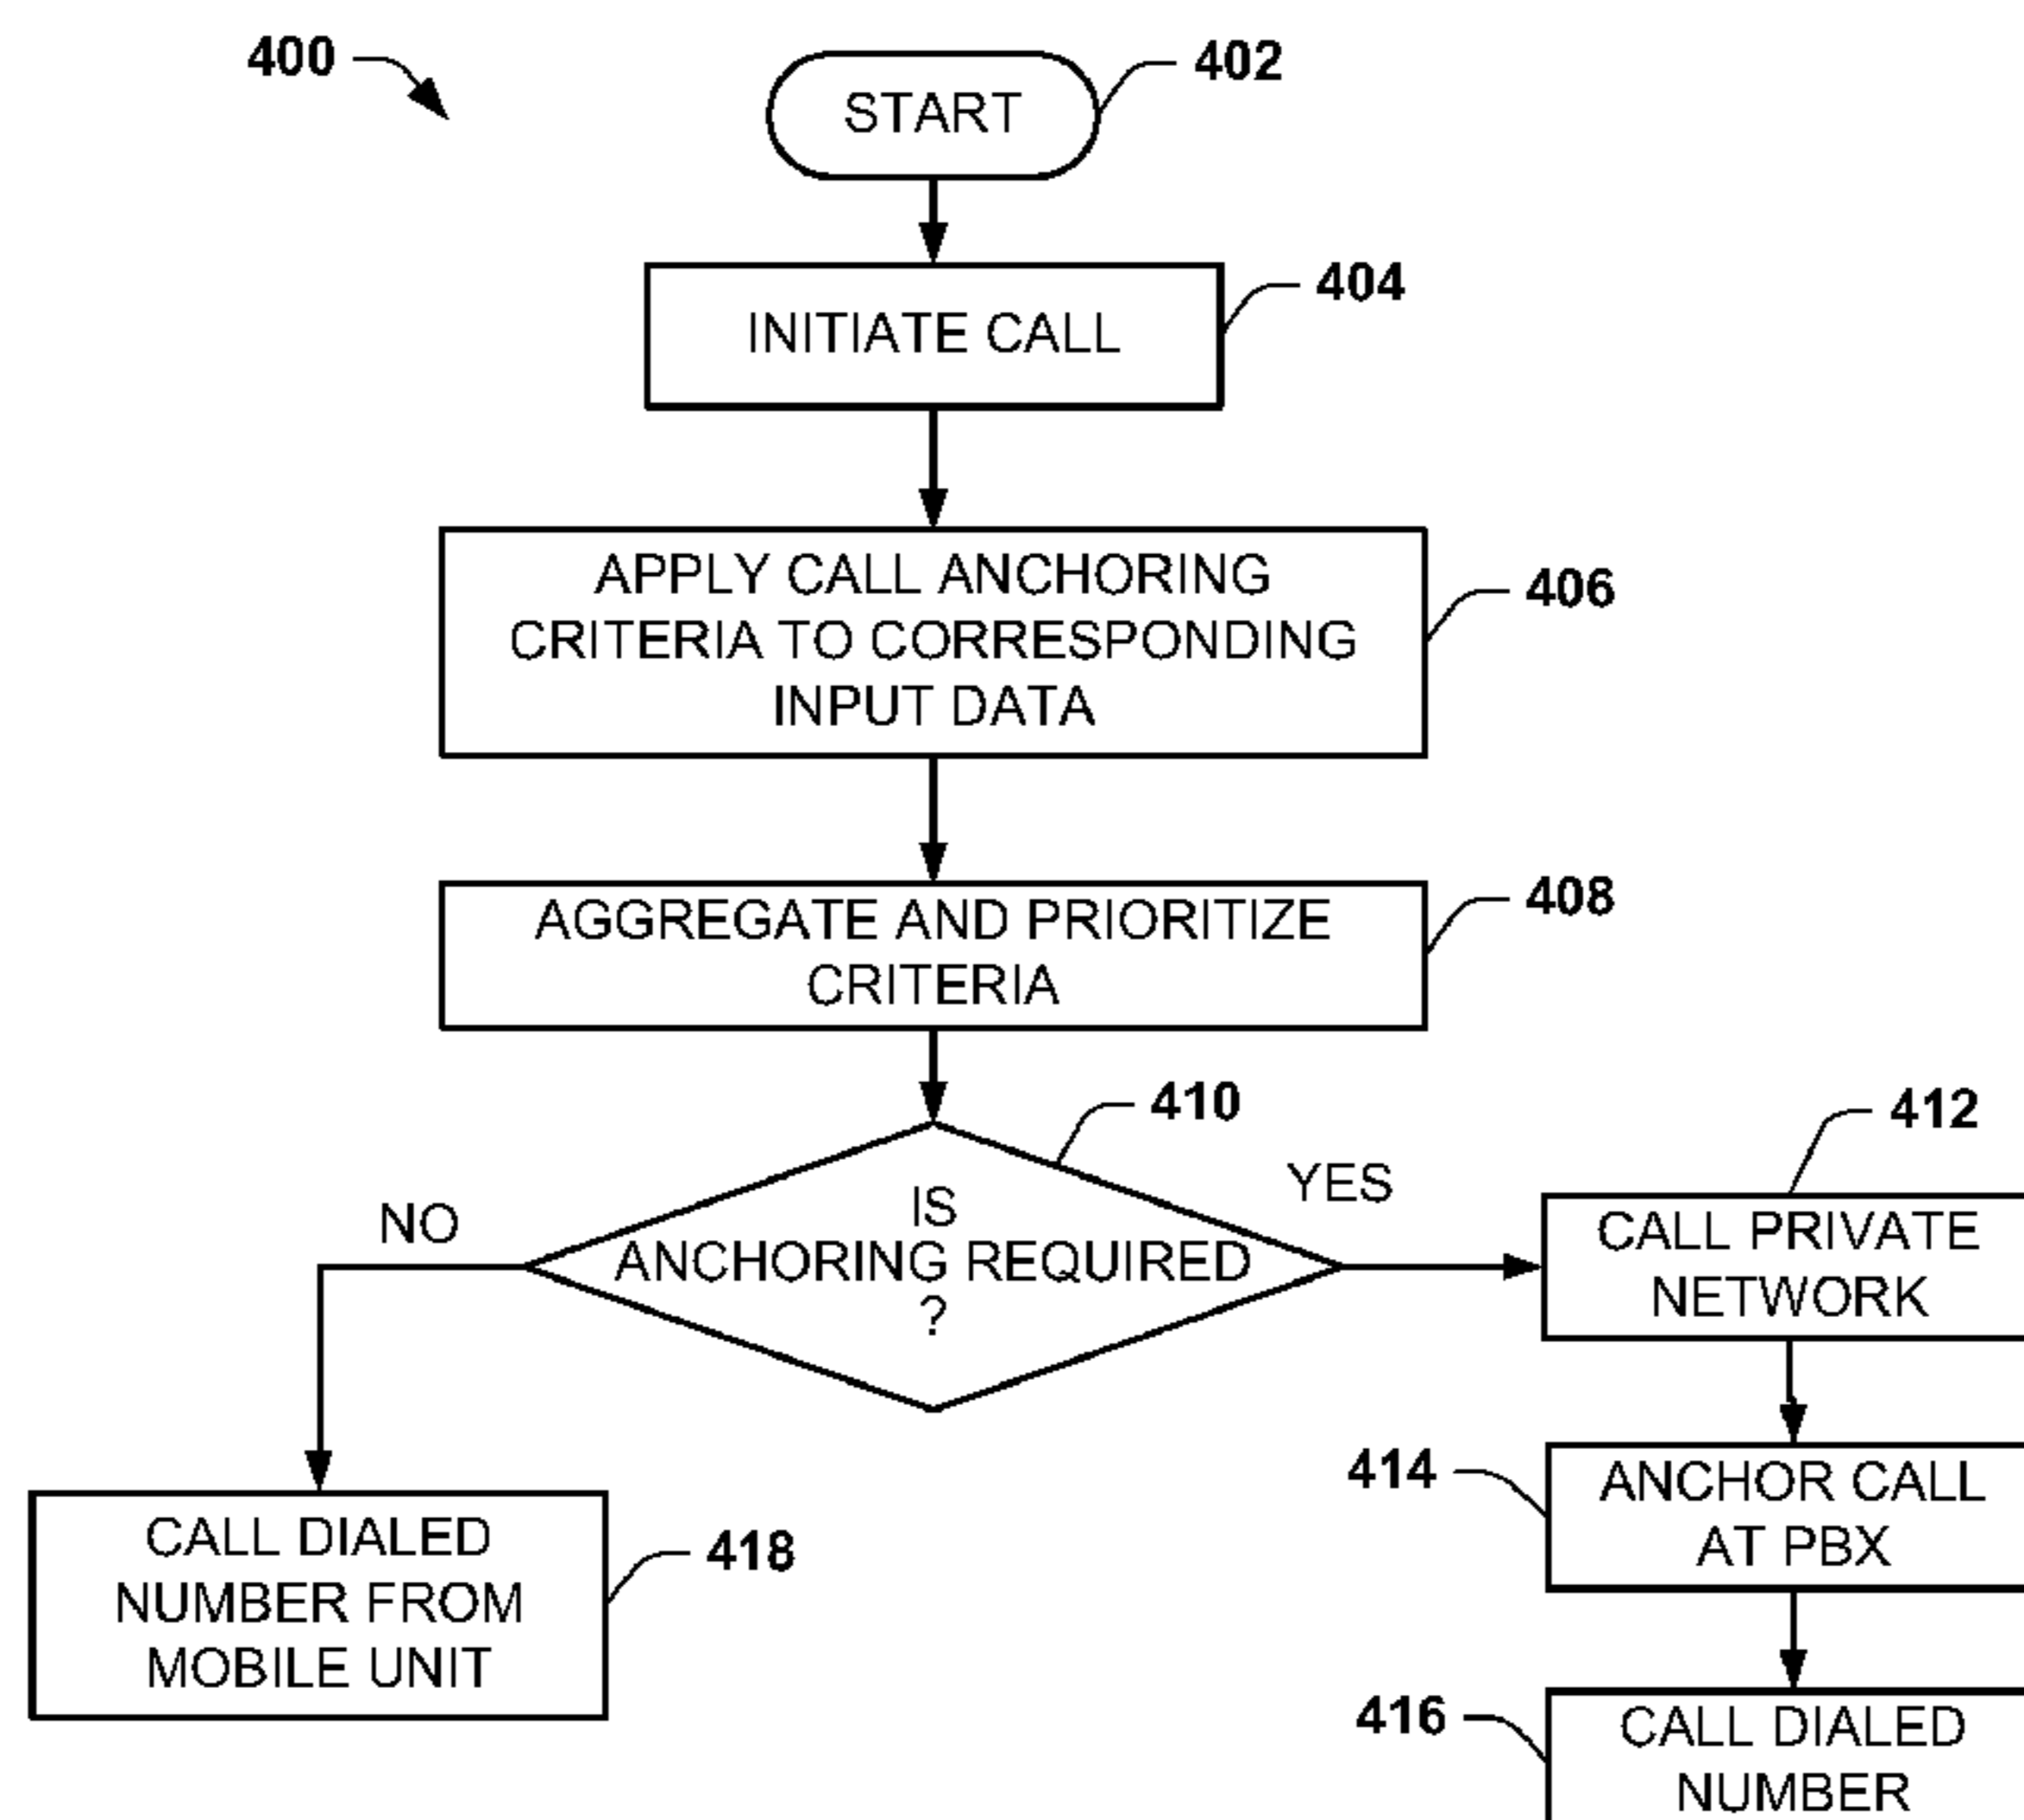 400
START
402
INITIATE CALL
404
APPLY CALL ANCHORING
CRITERIA TO CORRESPONDING
INPUT DATA
406
AGGREGATE AND PRIORITIZE
CRITERIA
408
410
IS
ANCHORING REQUIRED
?
NO
YES
412
CALL PRIVATE
NETWORK
414
ANCHOR CALL
AT PBX
CALL DIALED
NUMBER FROM
MOBILE UNIT
418
416
CALL DIALED
NUMBER